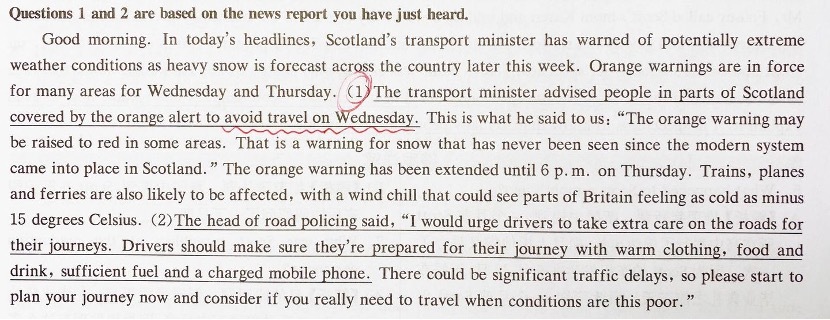 Questions 1 and 2 are based on the news report you have just heard.
Good morning. In today's headlines, Scotland's transport minister has warned of potentially extreme
weather conditions as heavy snow is forecast across the country later this week. Orange warnings are in force
for many areas for Wednesday and Thursday. (1)The transport minister advised people in parts of Scotland
covered by the orange alert to avoid travel on Wednesday. This is what he said to us: "The orange warning may
be raised to red in some areas. That is a warning for snow that has never been seen since the modern system
came into place in Scotland." The orange warning has been extended until 6 p.m. on Thursday. Trains, planes
and ferries are also likely to be affected, with a wind chill that could see parts of Britain feeling as cold as minus
15 degrees Celsius. (2)The head of road policing said, "I would urge drivers to take extra care on the roads for
their journeys. Drivers should make sure they're prepared for their journey with warm clothing, food and
drink, sufficient fuel and a charged mobile phone. There could be significant traffic delays, so please start to
plan your journey now and consider if you really need to travel when conditions are this poor."